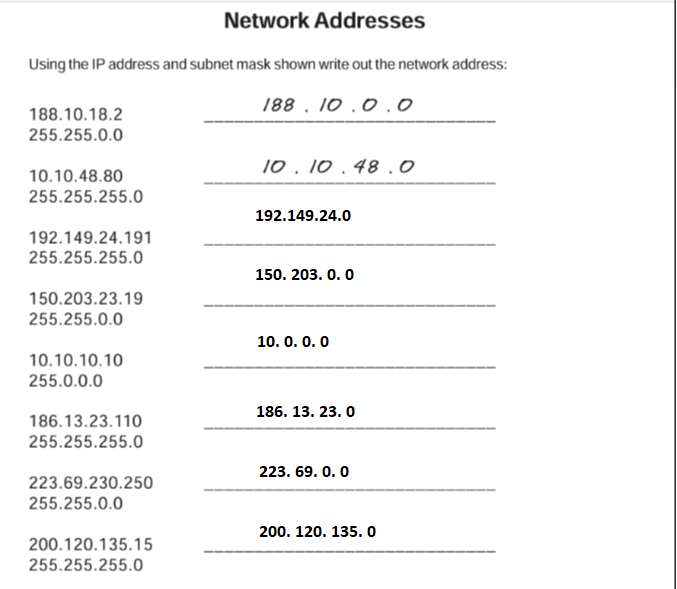 Network Addresses
Using the IP address and subnet mask shown write out the network address:
188.10.18.2
188 . 10 . 0 . 0
255.255.0.0
10.10.48.80
10 . 10 . 48 . 0
255.255.255.0
192.149.24.0
192.149.24.191
255.255.255.0
150. 203. 0. 0
150.203.23.19
255.255.0.0
10. 0. 0. 0
10.10.10.10
255.0.0.0
186. 13. 23. 0
186.13.23.110
255.255.255.0
223. 69. 0. 0
223.69.230.250
255.255.0.0
200. 120. 135. 0
200.120.135.15
255.255.255.0